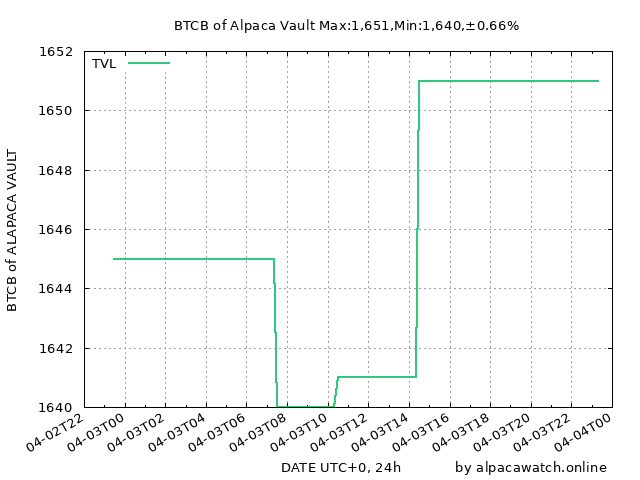 BTCB of Alpaca Vault Max:1,651,Min:1,640,±0.66%
TVL
1652
1650
1648
1646
1644
1642
1640
BTCB of ALAPACA VAULT
04-02T22
04-03T00
04-03T02
04-03T04
04-03T06
04-03T08
04-03T10
04-03T12
04-03T14
04-03T16
04-03T18
04-03T20
04-03T22
04-04T00
DATE UTC+0, 24h
by alpacawatch.online